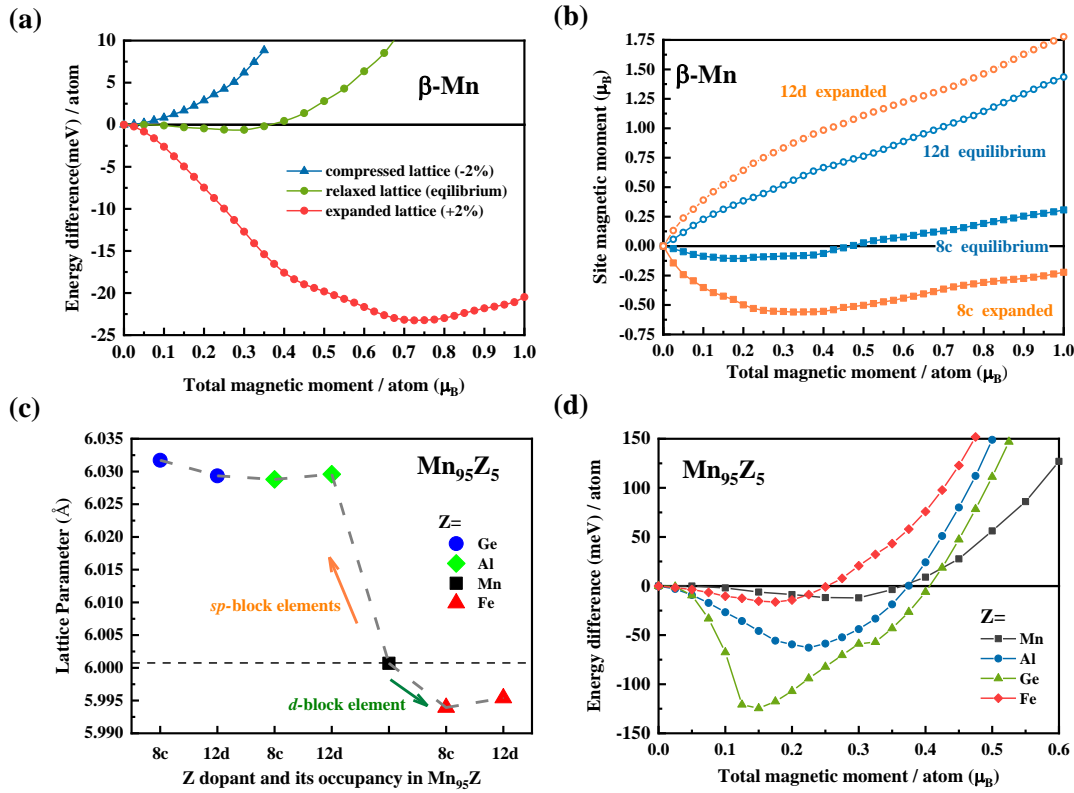 (a)
β-Mn
Energy difference(meV) / atom
10
5
0
-5
-10
-15
-20
-25
compressed lattice (-2%)
relaxed lattice (eqilibrium)
expanded lattice (+2%)
0.0 0.1 0.2 0.3 0.4 0.5 0.6 0.7 0.8 0.9 1.0
Total magnetic moment / atom (μB)
(b)
β-Mn
Site magnetic moment (μB)
1.75
1.50
1.25
1.00
0.75
0.50
0.25
0.00
-0.25
-0.50
-0.75
12d expanded
12d equilibrium
8c equilibrium
8c expanded
0.0 0.1 0.2 0.3 0.4 0.5 0.6 0.7 0.8 0.9 1.0
Total magnetic moment / atom (μB)
(c)
Mn95Z5
Lattice Parameter (Å)
6.035
6.030
6.025
6.020
6.015
6.010
6.005
6.000
5.995
5.990
Z=
Ge
Al
Mn
Fe
sp-block elements
d-block element
8c 12d 8c 12d 8c 12d
Z dopant and its occupancy in Mn95Z
(d)
Mn95Z5
Energy difference (meV) / atom
150
100
50
0
-50
-100
-150
Z=
Mn
Al
Ge
Fe
0.0 0.1 0.2 0.3 0.4 0.5 0.6
Total magnetic moment / atom (μB)